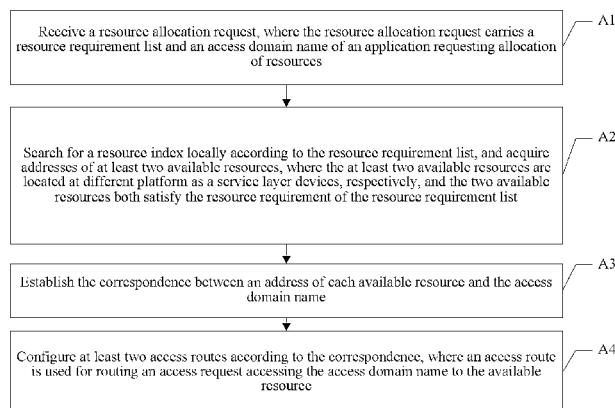 Receive a resource allocation request, where the resource allocation request carries a
resource requirement list and an access domain name of an application requesting allocation
of resources
A1
Search for a resource index locally according to the resource requirement list, and acquire
addresses of at least two available resources, where the at least two available resources are
located at different platform as a service layer devices, respectively, and the two available
resources both satisfy the resource requirement of the resource requirement list
A2
Establish the correspondence between an address of each available resource and the access
domain name
A3
Configure at least two access routes according to the correspondence, where an access route
is used for routing an access request accessing the access domain name to the available
resource
A4